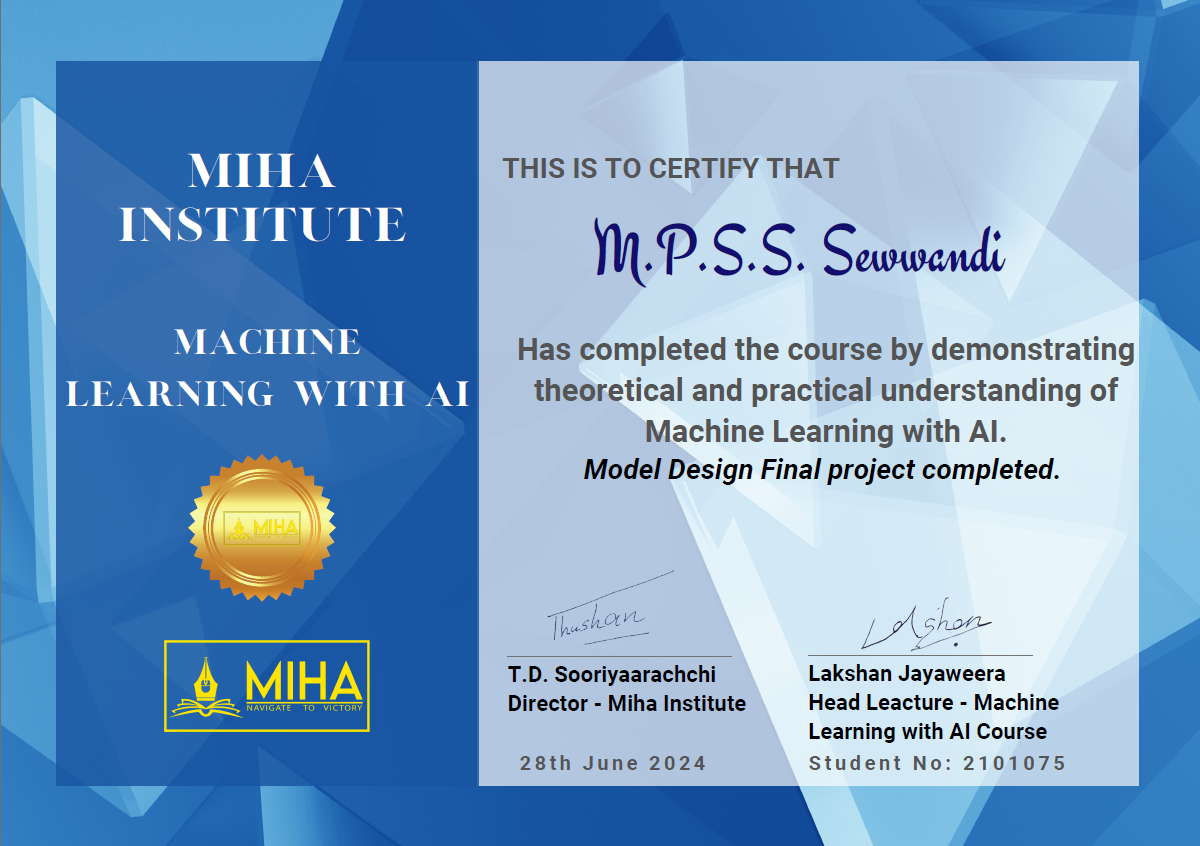 MIHA
INSTITUTE
MACHINE
LEARNING WITH AI
MIHA
MIHA
NAVIGATE TO VICTORY
THIS IS TO CERTIFY THAT
M.P.S.S. Sewwandi
Has completed the course by demonstrating
theoretical and practical understanding of
Machine Learning with AI.
Model Design Final project completed.
Thushan
Lakshan
T.D. Sooriyaarachchi
Director - Miha Institute
Lakshan Jayaweera
Head Leacture - Machine
Learning with AI Course
28th June 2024
Student No: 2101075